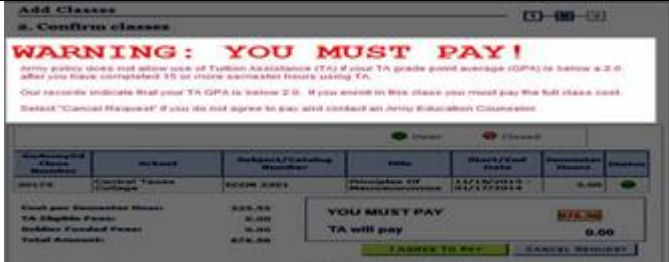 Add Classes
2. Confirm classes
WARNING: YOU MUST PAY!
Army policy does not allow use of Tuition Assistance (TA) if your TA grade point average (GPA) is below a 2.0
after you have completed 15 or more semester hours using TA.
Our records indicate that your TA GPA is below 2.0. If you enroll in this class you must pay the full class cost.
Select "Cancel Request" if you do not agree to pay and contact an Army Education Counselor.
Open Closed
Class Number School Subject/Catalog Number Title Start/End Date Semester Hours Status
Central Texas College ECON 2301 Principles Of Macroeconomics
Cost per Semester Hour:
TA Eligible Fees: 0.00
Soldier Funded Fees: 0.00
Total Amount:
YOU MUST PAY
TA will pay 0.00
I AGREE TO PAY CANCEL REQUEST